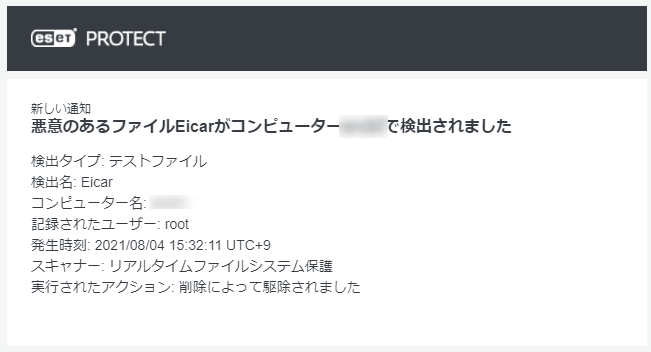 eset PROTECT
新しい通知
悪意のあるファイルEicarがコンピューターで検出されました
検出タイプ: テストファイル
検出名: Eicar
コンピューター名:
記録されたユーザー: root
発生時刻: 2021/08/04 15:32:11 UTC+9
スキャナー: リアルタイムファイルシステム保護
実行されたアクション: 削除によって駆除されました